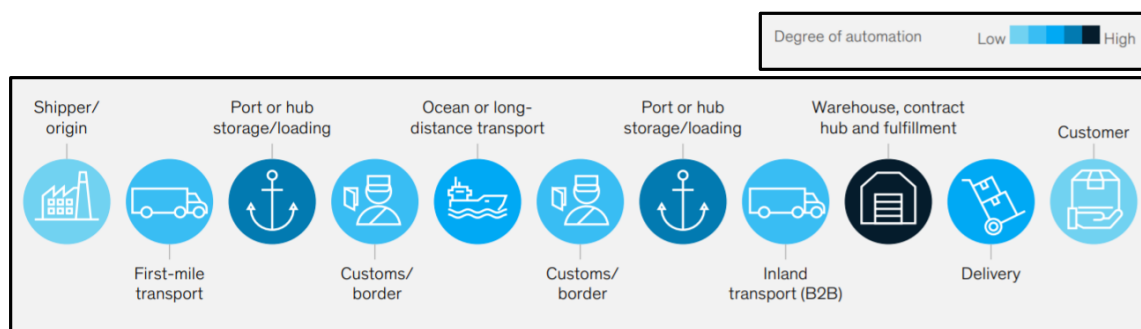 Degree of automation Low High
Shipper/
origin
Port or hub
storage/loading
Ocean or long-
distance transport
Port or hub
storage/loading
Warehouse, contract
hub and fulfillment
Customer
First-mile
transport
Customs/
border
Customs/
border
Inland
transport (B2B)
Delivery